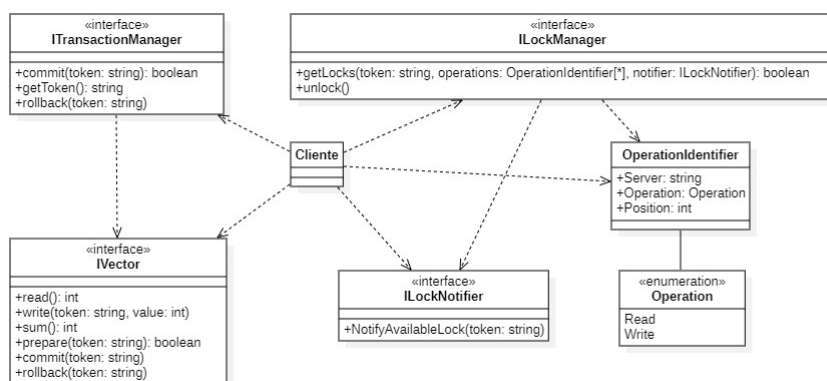 «interface»
ITransactionManager
+commit(token: string): boolean
+getToken(): string
+rollback(token: string)
«interface»
ILockManager
+getLocks(token: string, operations: OperationIdentifier[*], notifier: ILockNotifier): boolean
+unlock()
Cliente
OperationIdentifier
+Server: string
+Operation: Operation
+Position: int
«interface»
IVector
+read(): int
+write(token: string, value: int)
+sum(): int
+prepare(token: string): boolean
+commit(token: string)
+rollback(token: string)
«interface»
ILockNotifier
+NotifyAvailableLock(token: string)
«enumeration»
Operation
Read
Write